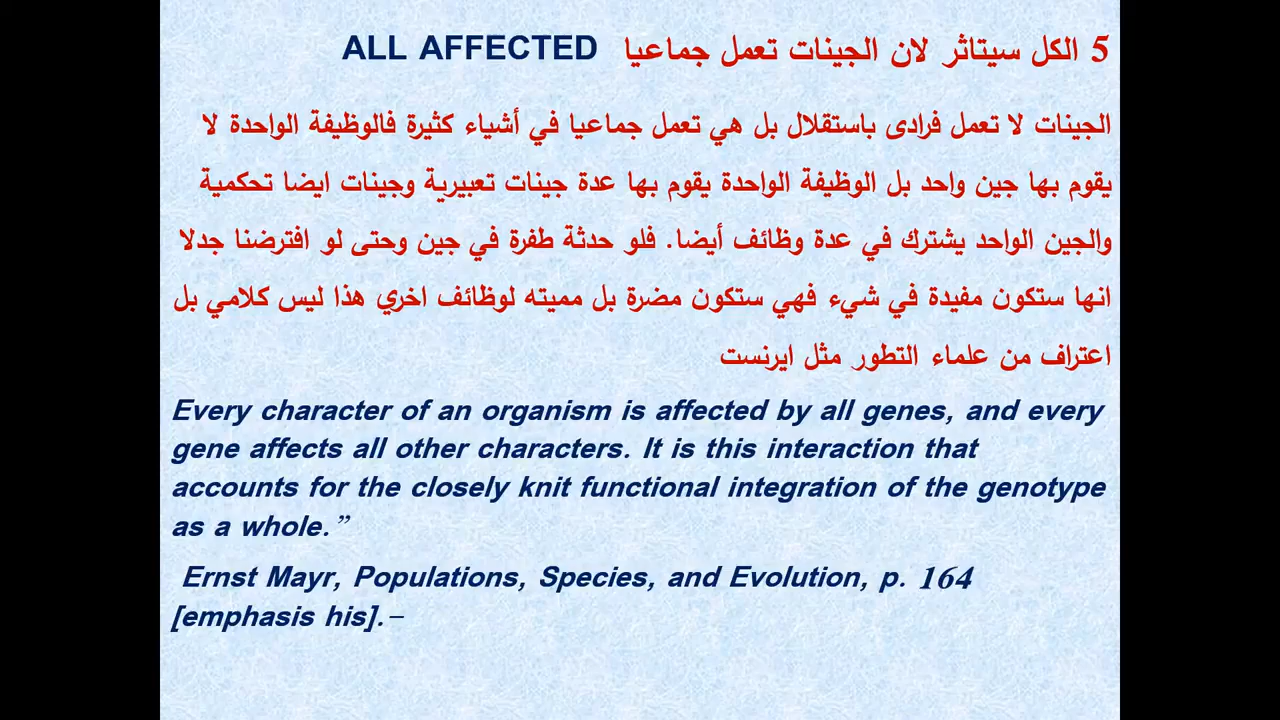 5 الكل سيتاثر لان الجينات تعمل جماعيا ALL AFFECTED
الجينات لا تعمل فرادى باستقلال بل هي تعمل جماعيا في أشياء كثيرة فالوظيفة الواحدة لا
يقوم بها جين واحد بل الوظيفة الواحدة يقوم بها عدة جينات تعبيرية وجينات ايضا تحكمية
والجين الواحد يشترك في عدة وظائف أيضا. فلو حدثة طفرة في جين وحتى لو افترضنا جدلا
انها ستكون مفيدة في شيء فهي ستكون مضرة بل مميته لوظائف اخري هذا ليس كلامي بل
اعتراف من علماء التطور مثل ايرنست
Every character of an organism is affected by all genes, and every
gene affects all other characters. It is this interaction that
accounts for the closely knit functional integration of the genotype
as a whole.”
Ernst Mayr, Populations, Species, and Evolution, p. 164
[emphasis his].–